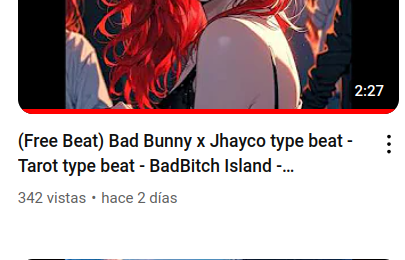 2:27
(Free Beat) Bad Bunny x Jhayco type beat -
Tarot type beat - BadBitch Island -…
342 vistas • hace 2 días